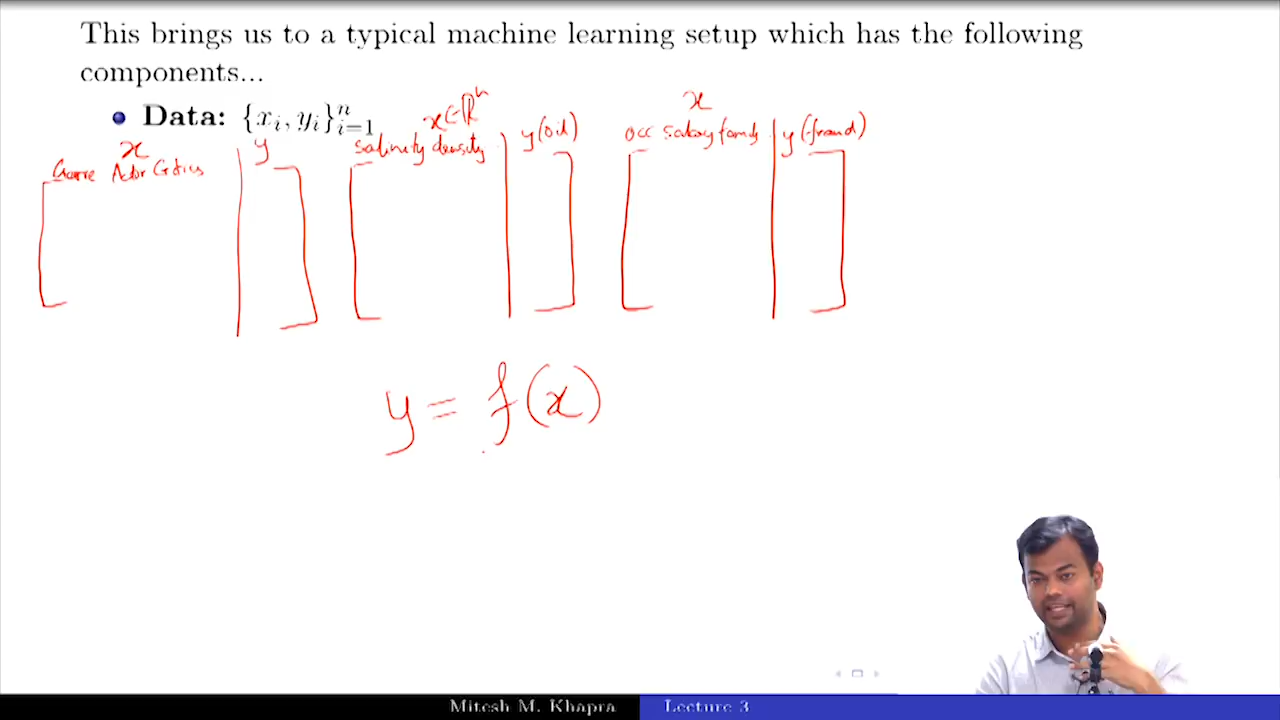 This brings us to a typical machine learning setup which has the following
components...
Data: {xᵢ, yᵢ}ⁿᵢ₌₁
x y x∈ℝⁿ y(oil) x y(fraud)
Genre Actor Critics salinity density occ salary family
y = f(x)
Mitesh M. Khapra Lecture 3